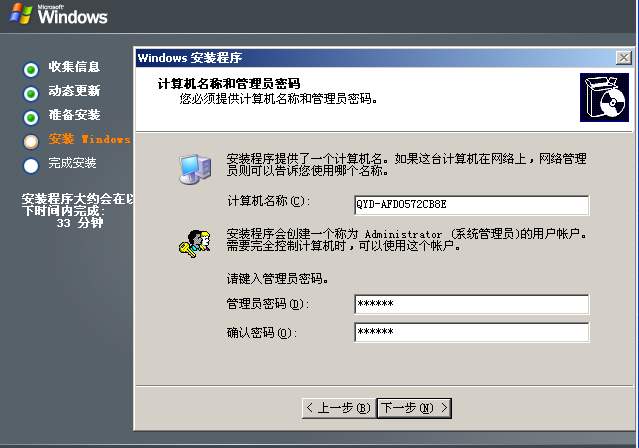 Microsoft
Windows
收集信息
动态更新
准备安装
安装 Windows
完成安装
安装程序大约会在以
下时间内完成:
33 分钟
Windows 安装程序
计算机名称和管理员密码
您必须提供计算机名称和管理员密码。
安装程序提供了一个计算机名。如果这台计算机在网络上，网络管理
员则可以告诉您使用哪个名称。
计算机名称(C):
QYD-AFD0572CB8E
安装程序会创建一个称为 Administrator (系统管理员)的用户帐户。
需要完全控制计算机时，可以使用这个帐户。
请键入管理员密码。
管理员密码(D):
******
确认密码(O):
******
< 上一步(B)
下一步(N) >